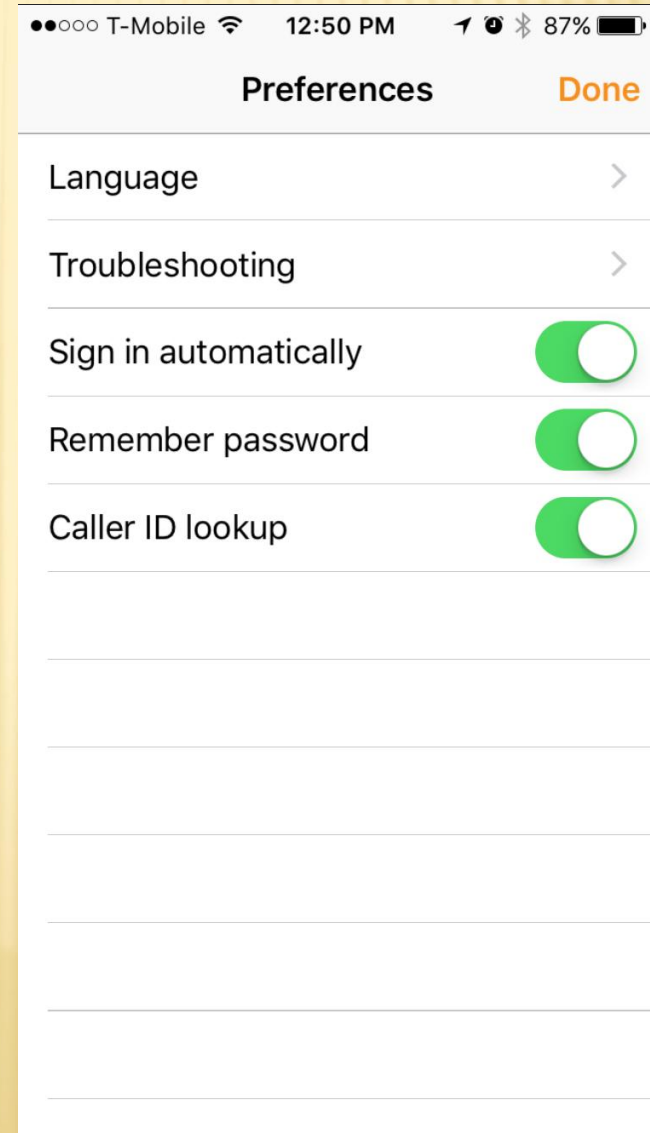 T-Mobile 12:50 PM 87%
Preferences Done
Language
Troubleshooting
Sign in automatically
Remember password
Caller ID lookup